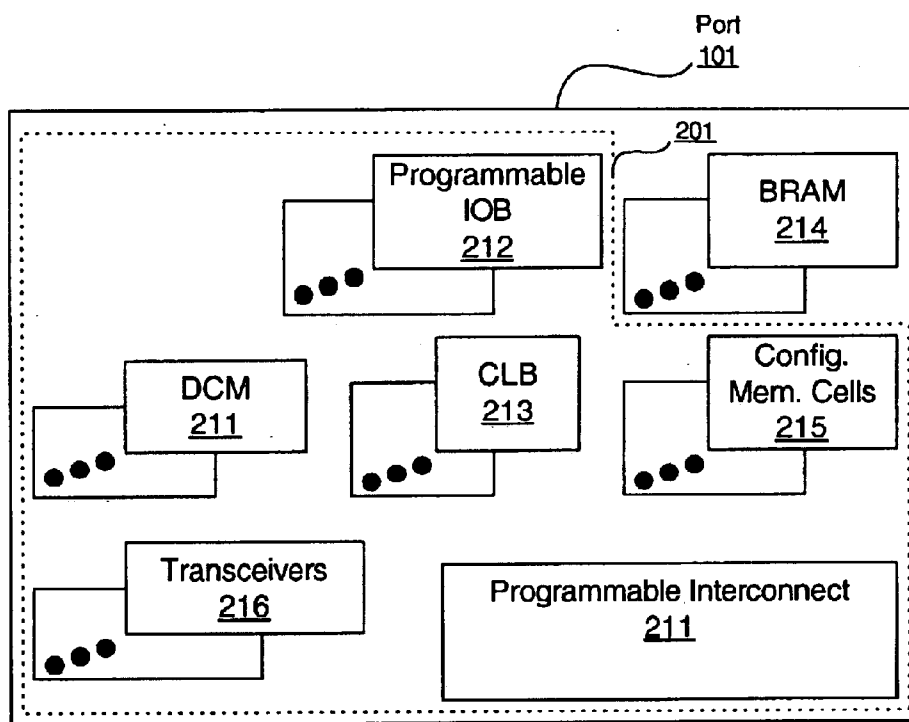 Port
101
201
Programmable
IOB
212
BRAM
214
DCM
211
CLB
213
Config.
Mem. Cells
215
Transceivers
216
Programmable Interconnect
211